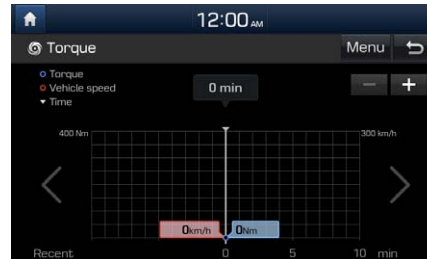 12:00 AM
Torque
Menu
Torque
Vehicle speed
Time
0 min
400 Nm
300 km/h
0km/h
0Nm
Recent 0 5 10 min